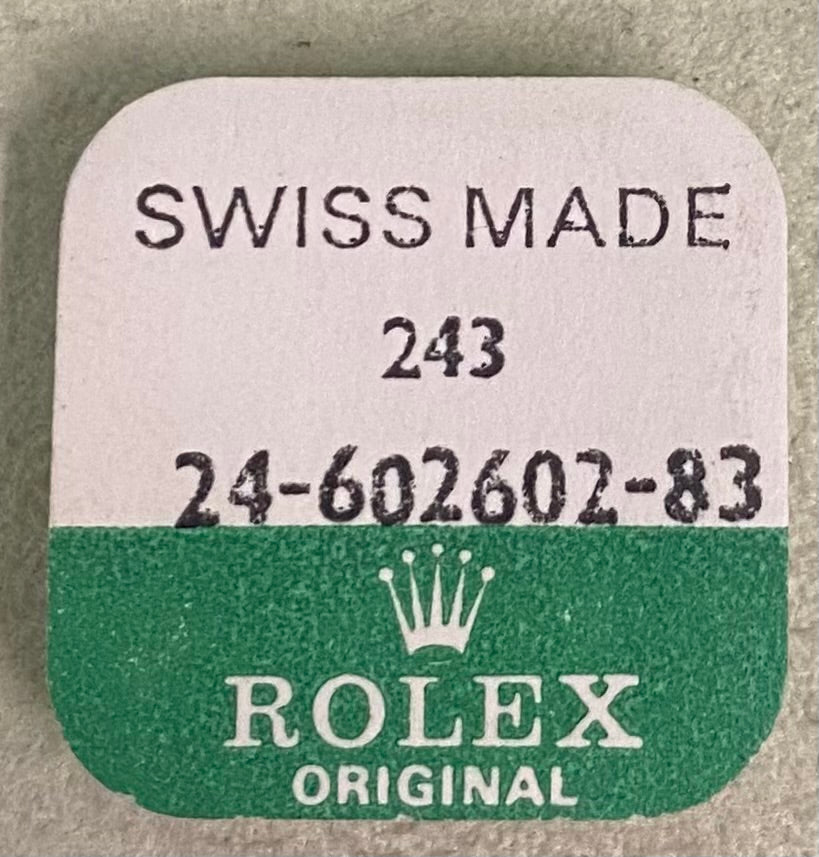 SWISS MADE
243
24-602602-83
ROLEX
ORIGINAL